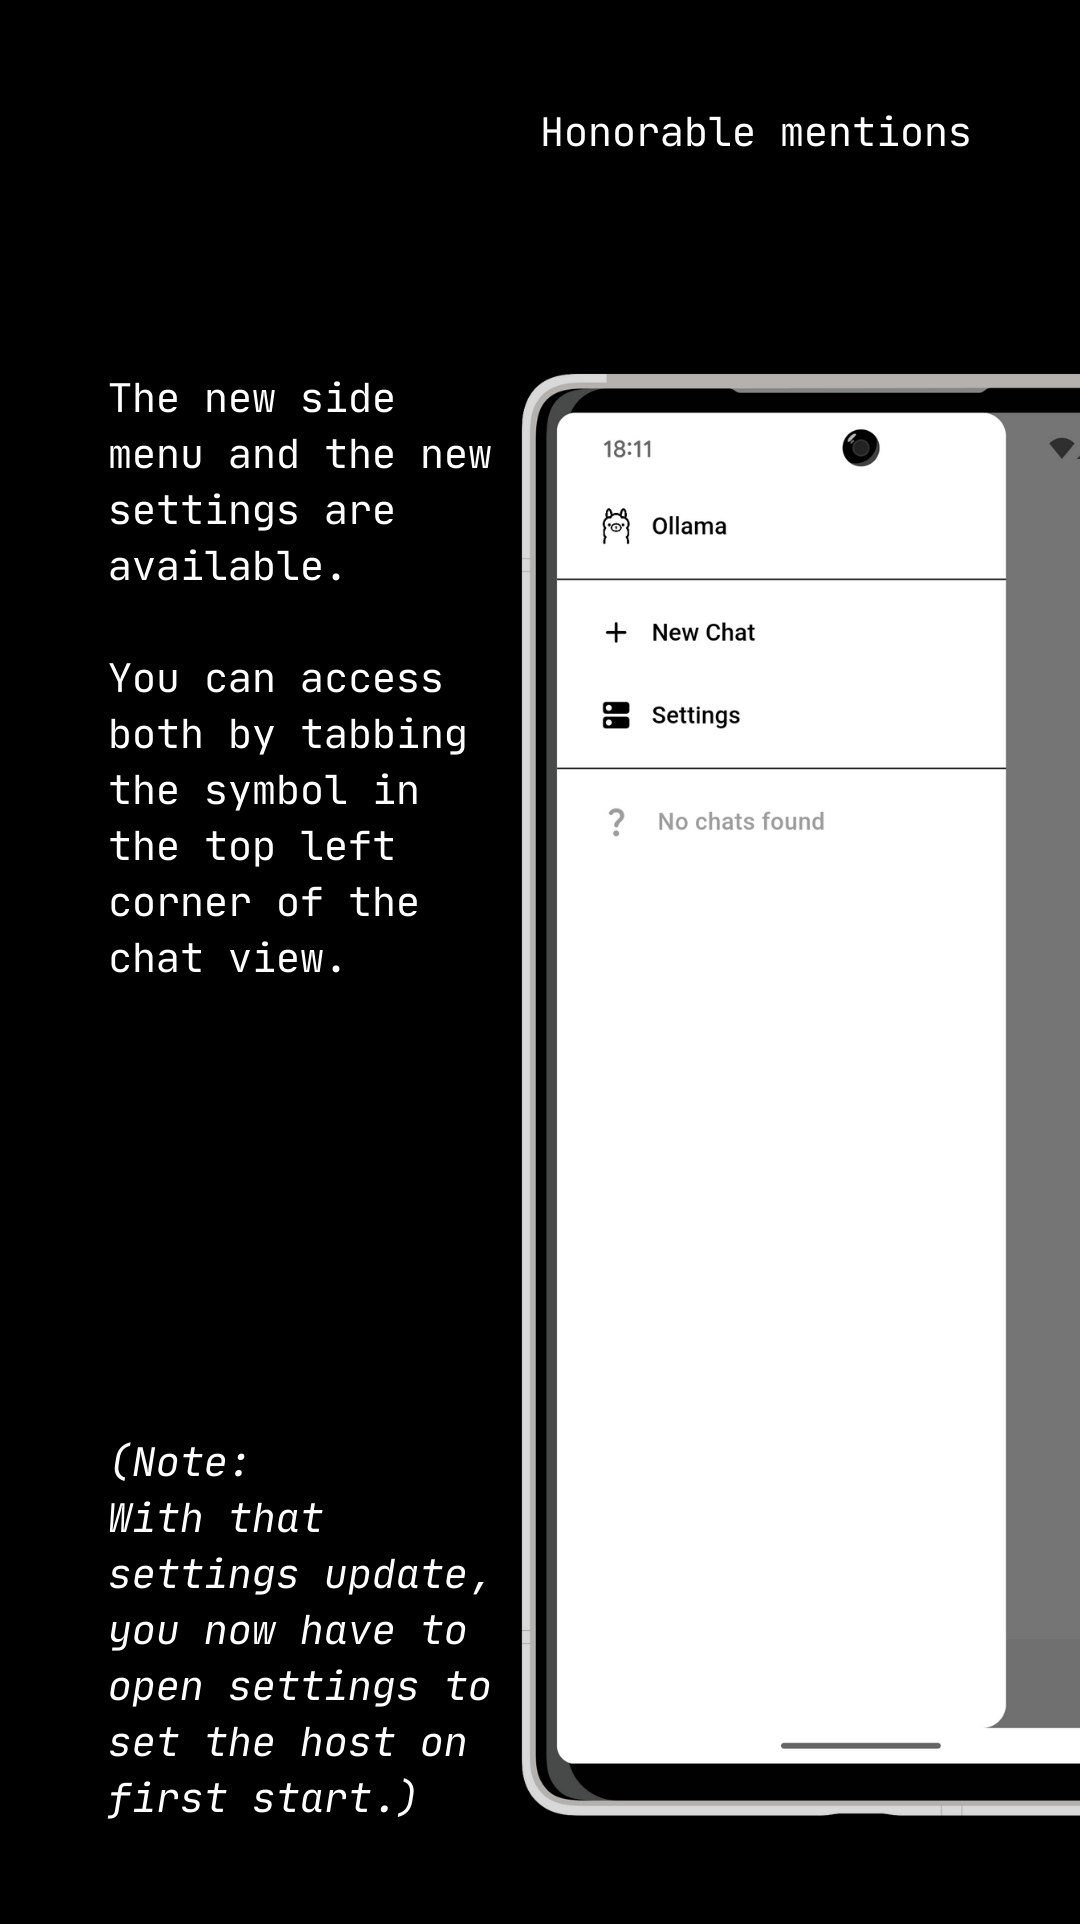 Honorable mentions
The new side
menu and the new
settings are
available.
You can access
both by tabbing
the symbol in
the top left
corner of the
chat view.
(Note:
With that
settings update,
you now have to
open settings to
set the host on
first start.)
18:11
Ollama
New Chat
Settings
No chats found